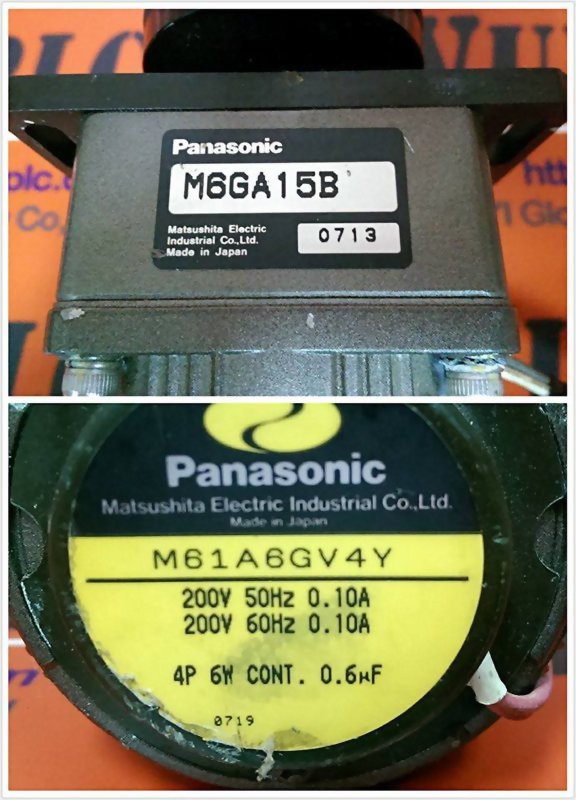 Panasonic
M6GA15B
Matsushita Electric
Industrial Co.,Ltd.
Made in Japan
0713
Panasonic
Matsushita Electric Industrial Co.,Ltd.
Made in Japan
M61A6GV4Y
200V 50Hz 0.10A
200V 60Hz 0.10A
4P 6W CONT. 0.6µF
0719